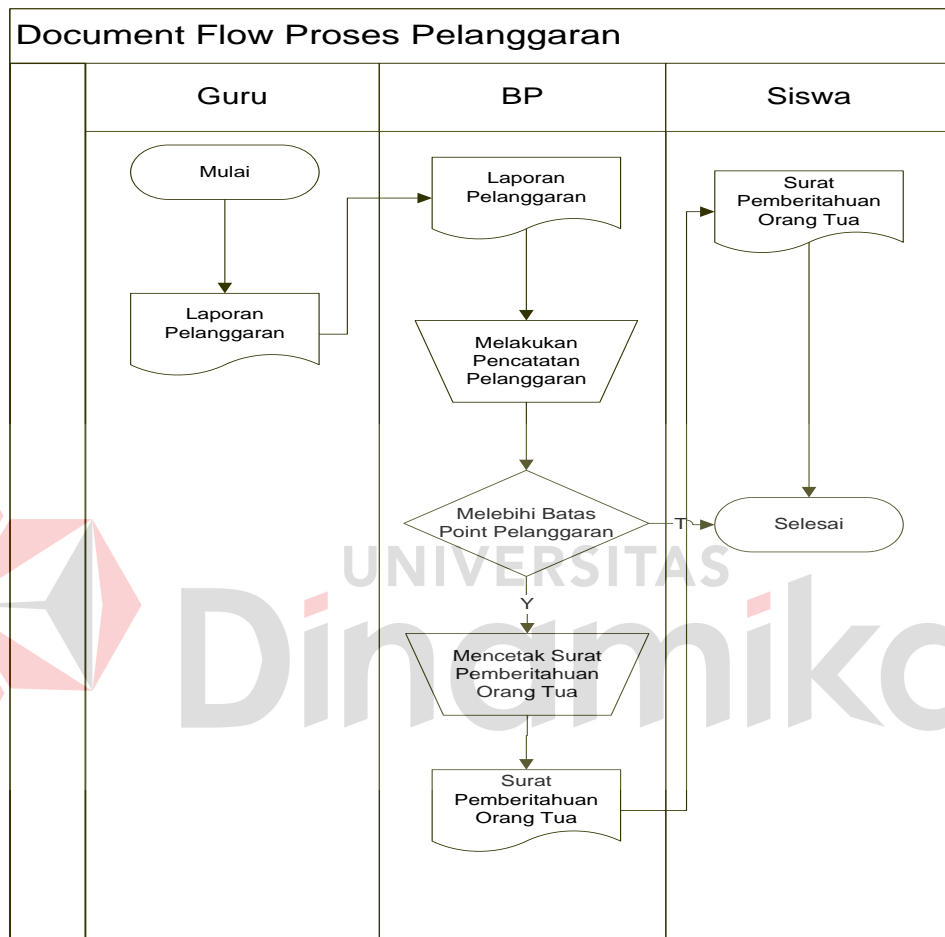 Document Flow Proses Pelanggaran
Guru
BP
Siswa
Mulai
Laporan
Pelanggaran
Laporan
Pelanggaran
Melakukan
Pencatatan
Pelanggaran
Melebihi Batas
Point Pelanggaran
T
Y
Mencetak Surat
Pemberitahuan
Orang Tua
Surat
Pemberitahuan
Orang Tua
Surat
Pemberitahuan
Orang Tua
Selesai
UNIVERSITAS
Dinamika